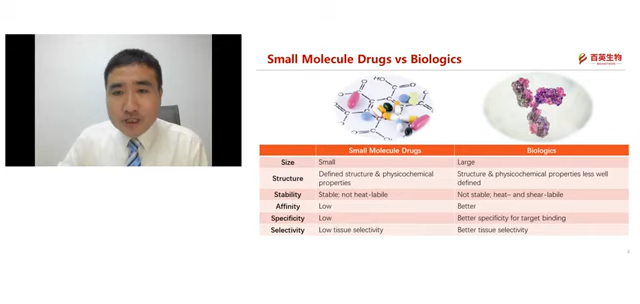 Small Molecule Drugs vs Biologics
百英生物
Small Molecule Drugs Biologics
Size Small Large
Structure Defined structure & physicochemical properties Structure & physicochemical properties less well defined
Stability Stable; not heat-labile Not stable; heat– and shear-labile
Affinity Low Better
Specificity Low Better specificity for target binding
Selectivity Low tissue selectivity Better tissue selectivity